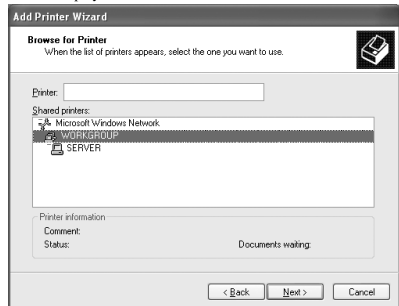 Add Printer Wizard
Browse for Printer
When the list of printers appears, select the one you want to use.
Printer:
Shared printers:
Microsoft Windows Network
WORKGROUP
SERVER
Printer information
Comment:
Status: Documents waiting:
< Back Next > Cancel